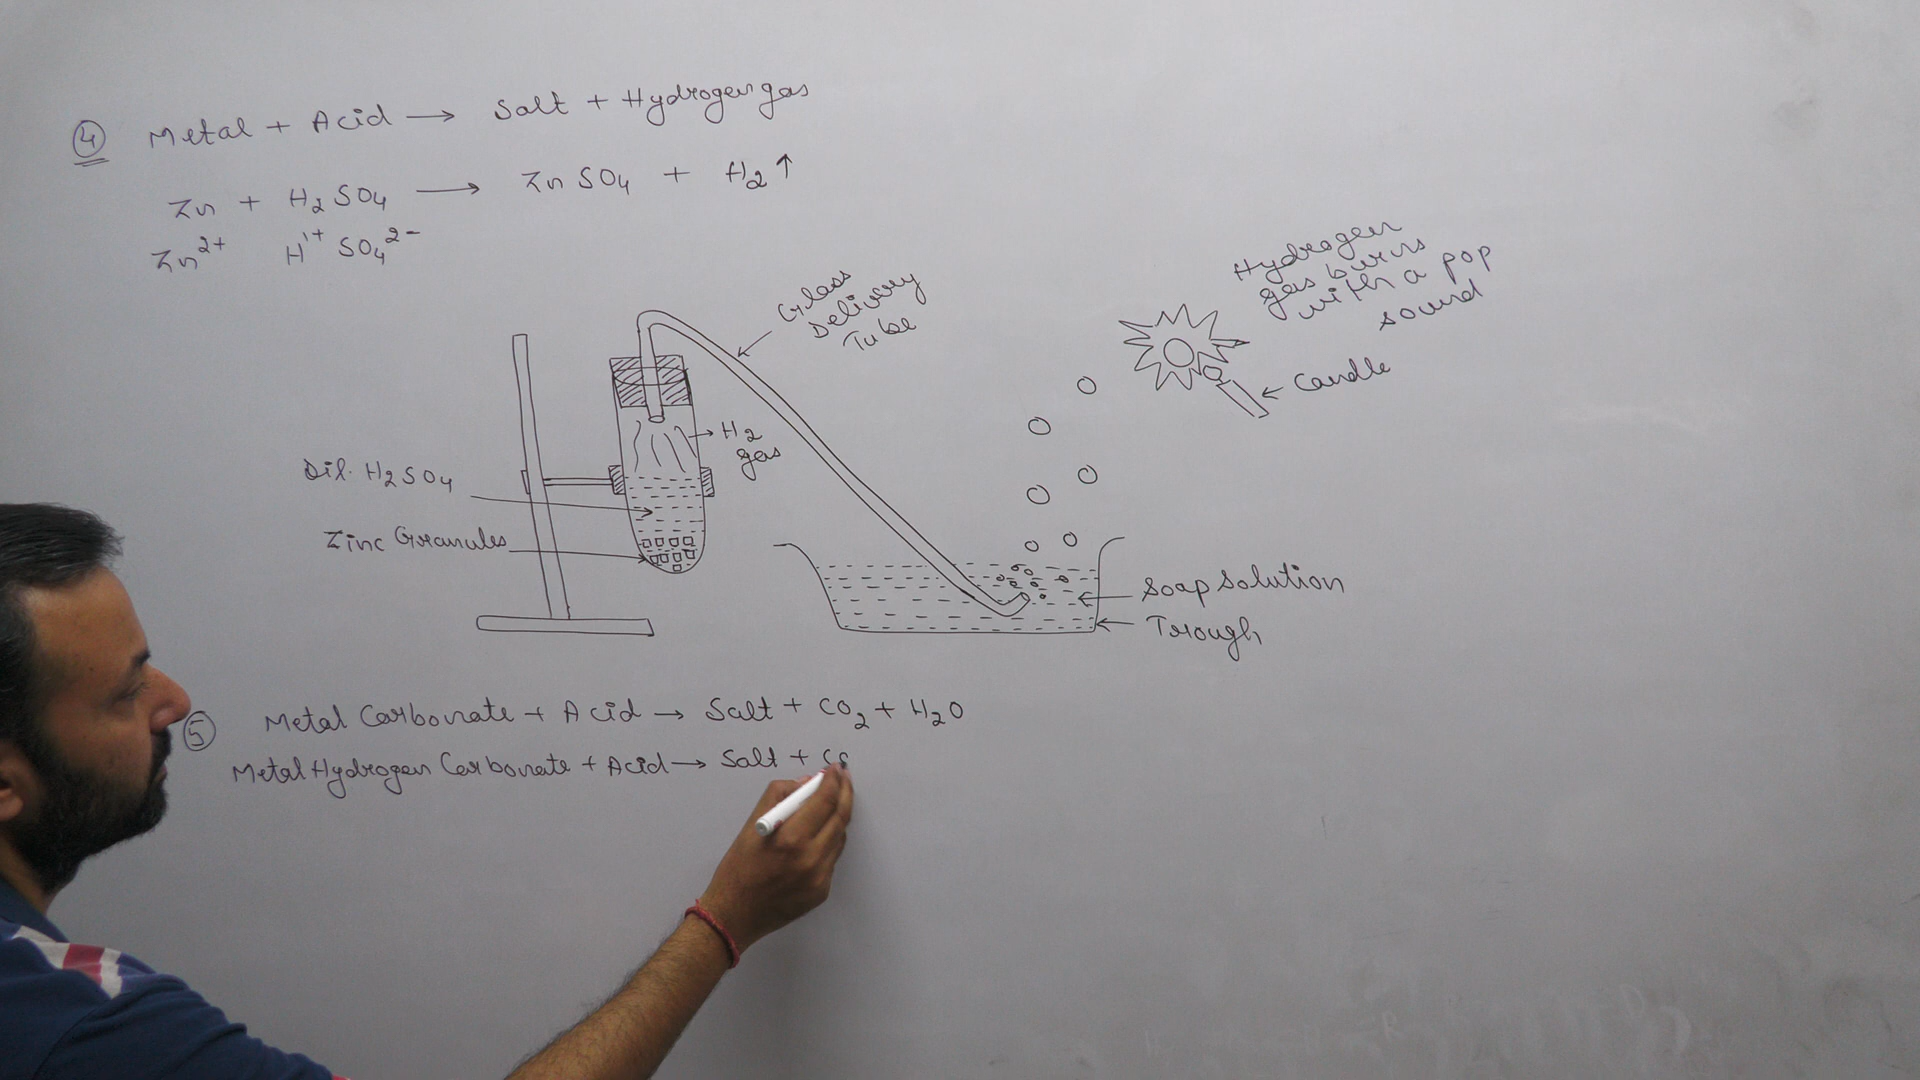 ④ Metal + Acid → Salt + Hydrogen gas
Zn + H₂SO₄ → ZnSO₄ + H₂↑
Zn²⁺ H¹⁺ SO₄²⁻
Glass
Delivery
Tube
Hydrogen
gas burns
with a pop
sound
Candle
H₂
gas
Dil. H₂SO₄
Zinc Granules
Soap Solution
Trough
⑤ Metal Carbonate + Acid → Salt + CO₂ + H₂O
Metal Hydrogen Carbonate + Acid → Salt + CO